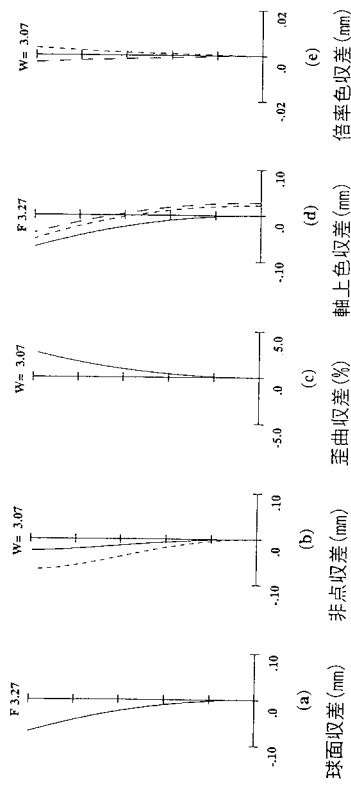 F 3.27
-.10 .0 .10
(a)
球面収差(mm)
W= 3.07
-.10 .0 .10
(b)
非点収差(mm)
W= 3.07
-5.0 .0 5.0
(c)
歪曲収差(%)
F 3.27
-.10 .0 .10
(d)
軸上色収差(mm)
W= 3.07
-.02 .0 .02
(e)
倍率色収差(mm)